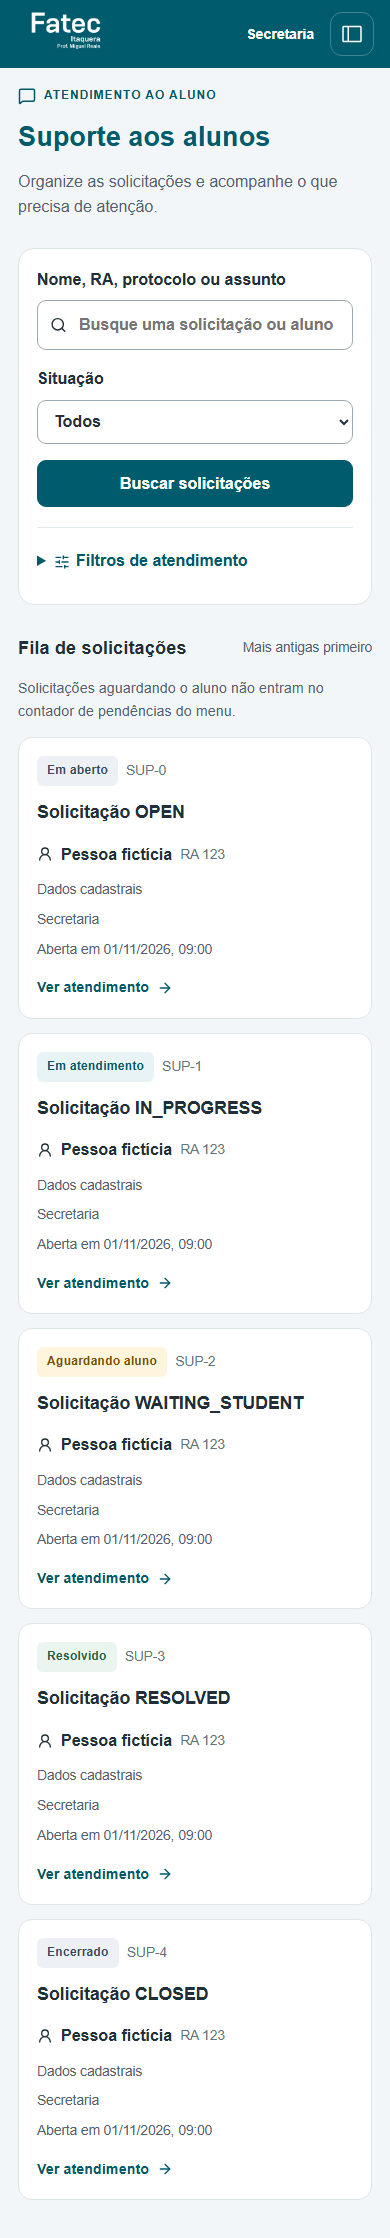 Fatec
Itaquera
Prof. Miguel Reale
Secretaria
ATENDIMENTO AO ALUNO
Suporte aos alunos
Organize as solicitações e acompanhe o que
precisa de atenção.
Nome, RA, protocolo ou assunto
Busque uma solicitação ou aluno
Situação
Todos
Buscar solicitações
Filtros de atendimento
Fila de solicitações
Mais antigas primeiro
Solicitações aguardando o aluno não entram no
contador de pendências do menu.
Em aberto SUP-0
Solicitação OPEN
Pessoa fictícia RA 123
Dados cadastrais
Secretaria
Aberta em 01/11/2026, 09:00
Ver atendimento
Em atendimento SUP-1
Solicitação IN_PROGRESS
Pessoa fictícia RA 123
Dados cadastrais
Secretaria
Aberta em 01/11/2026, 09:00
Ver atendimento
Aguardando aluno SUP-2
Solicitação WAITING_STUDENT
Pessoa fictícia RA 123
Dados cadastrais
Secretaria
Aberta em 01/11/2026, 09:00
Ver atendimento
Resolvido SUP-3
Solicitação RESOLVED
Pessoa fictícia RA 123
Dados cadastrais
Secretaria
Aberta em 01/11/2026, 09:00
Ver atendimento
Encerrado SUP-4
Solicitação CLOSED
Pessoa fictícia RA 123
Dados cadastrais
Secretaria
Aberta em 01/11/2026, 09:00
Ver atendimento